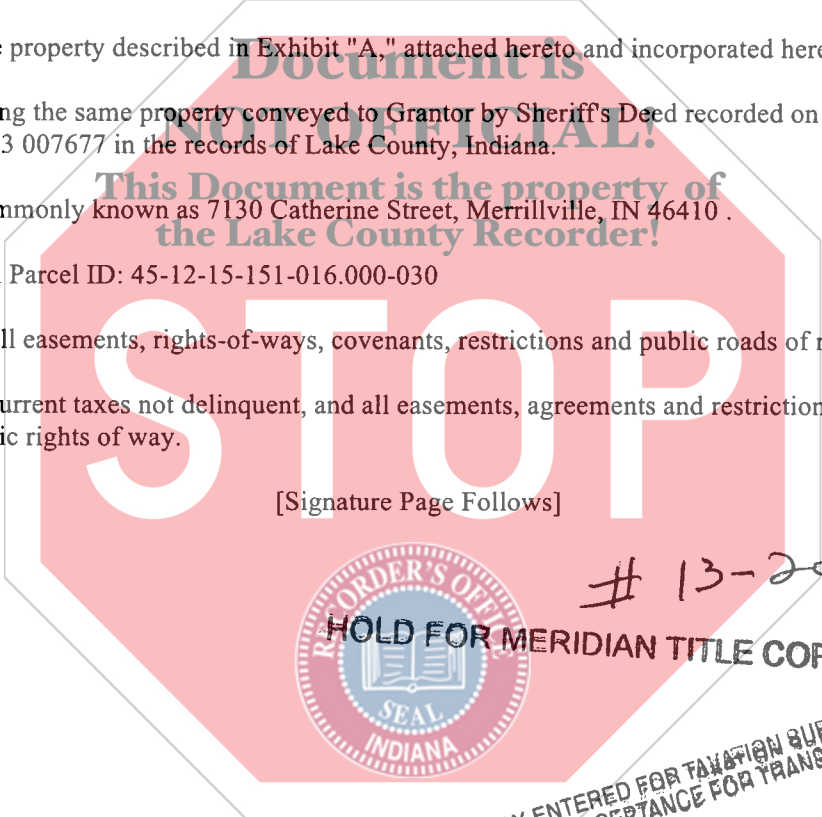 e property described in Exhibit "A," attached hereto and incorporated here
Document is
ng the same property conveyed to Grantor by Sheriff's Deed recorded on
NOT OFFICIAL!
3 007677 in the records of Lake County, Indiana.
This Document is the property of
mmonly known as 7130 Catherine Street, Merrillville, IN 46410 .
the Lake County Recorder!
Parcel ID: 45-12-15-151-016.000-030
STOP
ll easements, rights-of-ways, covenants, restrictions and public roads of r
urrent taxes not delinquent, and all easements, agreements and restriction
ic rights of way.
[Signature Page Follows]
# 13-20
HOLD FOR MERIDIAN TITLE COR
RECORDER'S OFFICE
SEAL
INDIANA
Y ENTERED FOR TAXATION SUB
CEPTANCE FOR TRANS